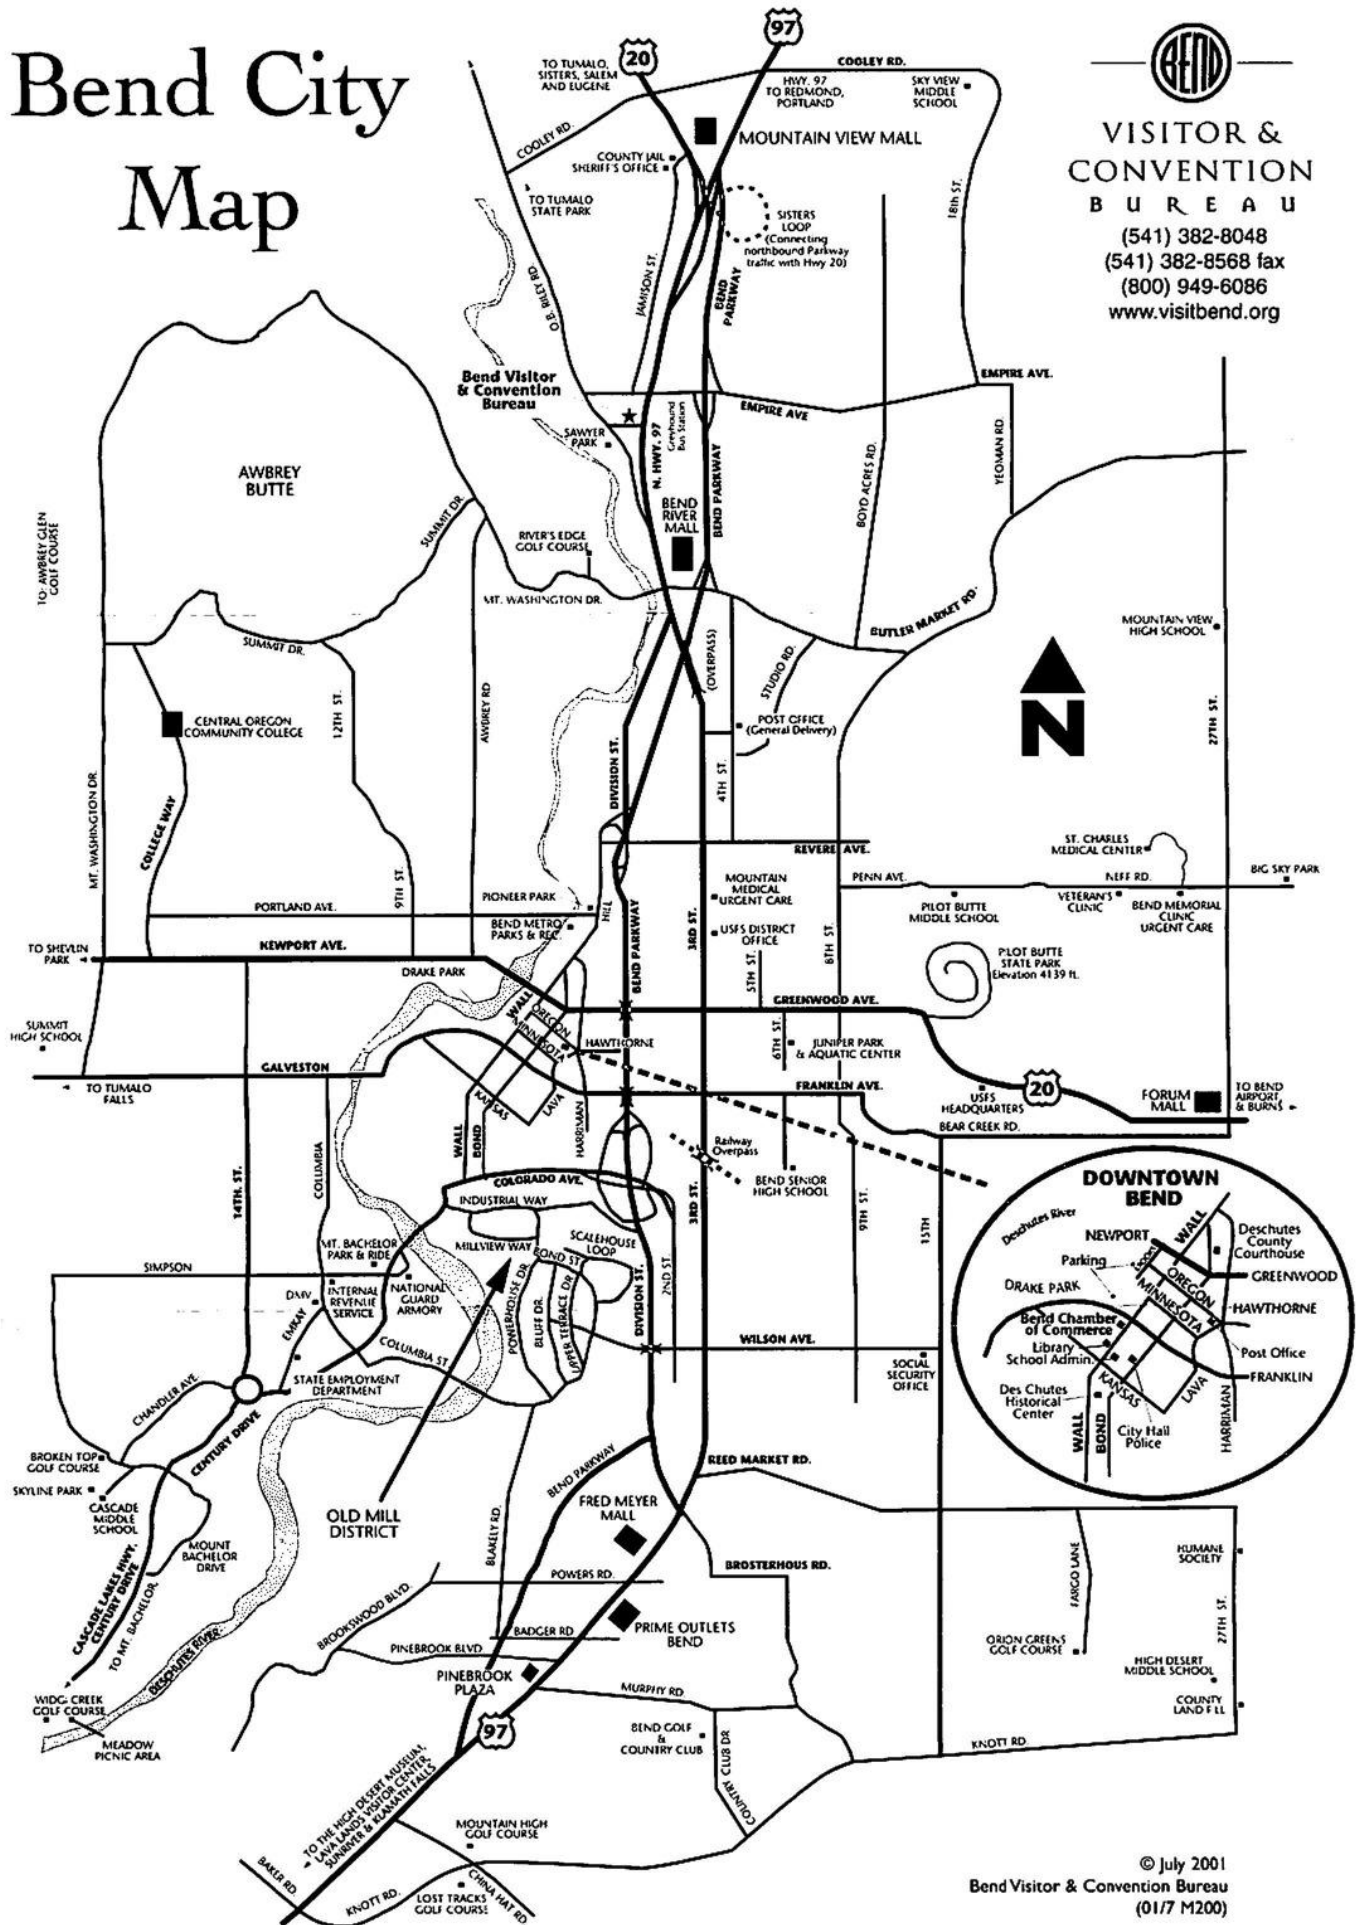 Bend City
Map
20
97
TO TUMALO,
SISTERS, SALEM
AND EUGENE
COOLEY RD.
HWY. 97
TO REDMOND,
PORTLAND
SKY VIEW
MIDDLE
SCHOOL
BEND
VISITOR &
CONVENTION
BUREAU
(541) 382-8048
(541) 382-8568 fax
(800) 949-6086
www.visitbend.org
COOLEY RD.
MOUNTAIN VIEW MALL
COUNTY JAIL
SHERIFF'S OFFICE
TO TUMALO
STATE PARK
18th ST.
SISTERS
LOOP
(Connecting
northbound Parkway
traffic with Hwy 20)
O.B. RILEY RD.
JAMISON ST.
BEND
PARKWAY
Bend Visitor
& Convention
Bureau
EMPIRE AVE.
EMPIRE AVE
SAWYER
PARK
N. HWY. 97
Greyhound
Bus Station
BEND PARKWAY
BOYD ACRES RD.
YEOMAN RD.
AWBREY
BUTTE
SUMMIT DR.
BEND
RIVER
MALL
TO: AWBREY GLEN
GOLF COURSE
RIVER'S EDGE
GOLF COURSE
MT. WASHINGTON DR.
BUTLER MARKET RD.
MOUNTAIN VIEW
HIGH SCHOOL
SUMMIT DR.
(OVERPASS)
STUDIO RD.
N
12TH ST.
AWBREY RD
CENTRAL OREGON
COMMUNITY COLLEGE
POST OFFICE
(General Delivery)
27TH ST.
MT. WASHINGTON DR.
COLLEGE WAY
DIVISION ST.
4TH ST.
REVERE AVE.
ST. CHARLES
MEDICAL CENTER
9TH ST.
PIONEER PARK
HILL
MOUNTAIN
MEDICAL
URGENT CARE
PENN AVE.
NEFF RD.
BIG SKY PARK
PORTLAND AVE.
BEND METRO
PARKS & REC.
PILOT BUTTE
MIDDLE SCHOOL
VETERAN'S
CLINIC
BEND MEMORIAL
CLINIC
URGENT CARE
TO SHEVLIN
PARK
NEWPORT AVE.
3RD ST.
USFS DISTRICT
OFFICE
8TH ST.
DRAKE PARK
BEND PARKWAY
5TH ST.
PILOT BUTTE
STATE PARK
Elevation 4139 ft.
WALL
OREGON
MINNESOTA
GREENWOOD AVE.
SUMMIT
HIGH SCHOOL
HAWTHORNE
6TH ST.
JUNIPER PARK
& AQUATIC CENTER
GALVESTON
TO TUMALO
FALLS
KANSAS
LAVA
HARRIMAN
FRANKLIN AVE.
USFS
HEADQUARTERS
20
FORUM
MALL
TO BEND
AIRPORT
& BURNS
BEAR CREEK RD.
COLUMBIA
WALL
BOND
Railway
Overpass
14TH. ST.
COLORADO AVE.
INDUSTRIAL WAY
3RD ST.
BEND SENIOR
HIGH SCHOOL
9TH ST.
15TH
DOWNTOWN
BEND
Deschutes River
NEWPORT
WALL
Deschutes
County
Courthouse
Parking
OREGON
GREENWOOD
DRAKE PARK
MINNESOTA
HAWTHORNE
Bend Chamber
of Commerce
Library
School Admin.
Post Office
KANSAS
LAVA
FRANKLIN
Des Chutes
Historical
Center
WALL
BOND
City Hall
Police
HARRIMAN
MT. BACHELOR
PARK & RIDE
MILLVIEW WAY
BOND ST
SCALEHOUSE
LOOP
SIMPSON
DMV
INTERNAL
REVENUE
SERVICE
NATIONAL
GUARD
ARMORY
EMKAY
POWERHOUSE DR.
BLUFF DR.
UPPER TERRACE DR.
DIVISION ST.
2ND ST.
WILSON AVE.
COLUMBIA ST.
STATE EMPLOYMENT
DEPARTMENT
SOCIAL
SECURITY
OFFICE
CHANDLER AVE.
CENTURY DRIVE
BROKEN TOP
GOLF COURSE
SKYLINE PARK
CASCADE
MIDDLE
SCHOOL
BEND PARKWAY
REED MARKET RD.
OLD MILL
DISTRICT
FRED MEYER
MALL
BLAKELY RD.
MOUNT
BACHELOR
DRIVE
CASCADE LAKES HWY.
CENTURY DRIVE
TO MT. BACHELOR
BROSTERHOUS RD.
FARGO LANE
HUMANE
SOCIETY
POWERS RD.
BROOKSWOOD BLVD.
BADGER RD
PRIME OUTLETS
BEND
27TH ST.
PINEBROOK BLVD
ORION GREENS
GOLF COURSE
DESCHUTES RIVER
PINEBROOK
PLAZA
MURPHY RD
HIGH DESERT
MIDDLE SCHOOL
WIDGI CREEK
GOLF COURSE
COUNTY
LAND FILL
MEADOW
PICNIC AREA
97
BEND GOLF
&
COUNTRY CLUB
COUNTRY CLUB DR
KNOTT RD.
TO THE HIGH DESERT MUSEUM,
LAVA LANDS VISITOR CENTER,
SUNRIVER & KLAMATH FALLS
MOUNTAIN HIGH
GOLF COURSE
BAKER RD.
KNOTT RD.
LOST TRACKS
GOLF COURSE
CHINA HAT RD
© July 2001
Bend Visitor & Convention Bureau
(01/7 M200)